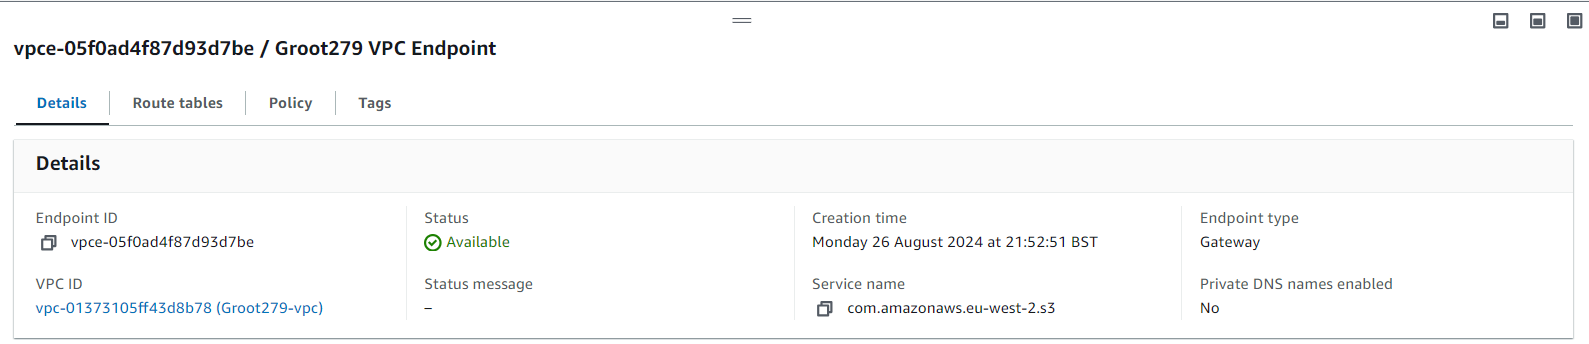 vpce-05f0ad4f87d93d7be / Groot279 VPC Endpoint
Details
Route tables
Policy
Tags
Details
Endpoint ID
vpce-05f0ad4f87d93d7be
Status
Available
Creation time
Monday 26 August 2024 at 21:52:51 BST
Endpoint type
Gateway
VPC ID
vpc-01373105ff43d8b78 (Groot279-vpc)
Status message
–
Service name
com.amazonaws.eu-west-2.s3
Private DNS names enabled
No